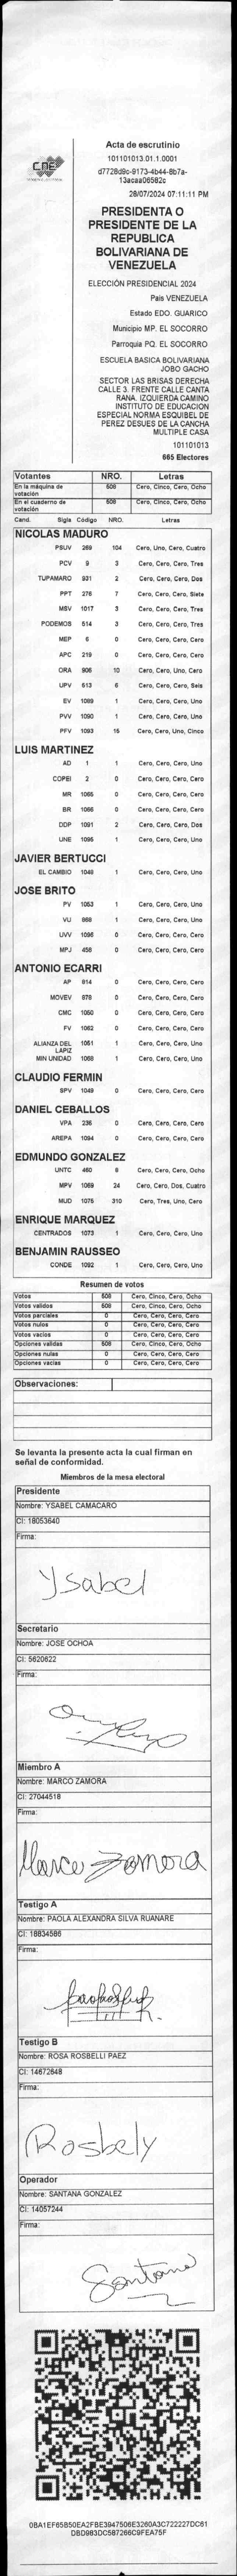 CNE
Acta de escrutinio
101101013.01.1.0001
d7728d9c-9173-4b44-8b7a-
13acaa06582c
28/07/2024 07:11:11 PM
PRESIDENTA O
PRESIDENTE DE LA
REPUBLICA
BOLIVARIANA DE
VENEZUELA
ELECCIÓN PRESIDENCIAL 2024
País VENEZUELA
Estado EDO. GUARICO
Municipio MP. EL SOCORRO
Parroquia PQ. EL SOCORRO
ESCUELA BASICA BOLIVARIANA
JOBO GACHO
SECTOR LAS BRISAS DERECHA
CALLE 3. FRENTE CALLE CANTA
RANA. IZQUIERDA CAMINO
INSTITUTO DE EDUCACION
ESPECIAL NORMA ESQUIBEL DE
PEREZ DESUES DE LA CANCHA
MULTIPLE CASA
101101013
665 Electores
Votantes NRO. Letras
En la máquina de votación 508 Cero, Cinco, Cero, Ocho
En el cuaderno de votación 508 Cero, Cinco, Cero, Ocho
Cand. Sigla Código NRO. Letras
NICOLAS MADURO
PSUV 269 104 Cero, Uno, Cero, Cuatro
PCV 9 3 Cero, Cero, Cero, Tres
TUPAMARO 931 2 Cero, Cero, Cero, Dos
PPT 276 7 Cero, Cero, Cero, Siete
MSV 1017 3 Cero, Cero, Cero, Tres
PODEMOS 514 3 Cero, Cero, Cero, Tres
MEP 6 0 Cero, Cero, Cero, Cero
APC 219 0 Cero, Cero, Cero, Cero
ORA 906 10 Cero, Cero, Uno, Cero
UPV 513 6 Cero, Cero, Cero, Seis
EV 1089 1 Cero, Cero, Cero, Uno
PVV 1090 1 Cero, Cero, Cero, Uno
PFV 1093 15 Cero, Cero, Uno, Cinco
LUIS MARTINEZ
AD 1 1 Cero, Cero, Cero, Uno
COPEI 2 0 Cero, Cero, Cero, Cero
MR 1065 0 Cero, Cero, Cero, Cero
BR 1066 0 Cero, Cero, Cero, Cero
DDP 1091 2 Cero, Cero, Cero, Dos
UNE 1095 1 Cero, Cero, Cero, Uno
JAVIER BERTUCCI
EL CAMBIO 1048 1 Cero, Cero, Cero, Uno
JOSE BRITO
PV 1053 1 Cero, Cero, Cero, Uno
VU 868 1 Cero, Cero, Cero, Uno
UVV 1096 0 Cero, Cero, Cero, Cero
MPJ 458 0 Cero, Cero, Cero, Cero
ANTONIO ECARRI
AP 814 0 Cero, Cero, Cero, Cero
MOVEV 978 0 Cero, Cero, Cero, Cero
CMC 1050 0 Cero, Cero, Cero, Cero
FV 1062 0 Cero, Cero, Cero, Cero
ALIANZA DEL LAPIZ 1051 1 Cero, Cero, Cero, Uno
MIN UNIDAD 1068 1 Cero, Cero, Cero, Uno
CLAUDIO FERMIN
SPV 1049 0 Cero, Cero, Cero, Cero
DANIEL CEBALLOS
VPA 236 0 Cero, Cero, Cero, Cero
AREPA 1094 0 Cero, Cero, Cero, Cero
EDMUNDO GONZALEZ
UNTC 460 8 Cero, Cero, Cero, Ocho
MPV 1069 24 Cero, Cero, Dos, Cuatro
MUD 1075 310 Cero, Tres, Uno, Cero
ENRIQUE MARQUEZ
CENTRADOS 1073 1 Cero, Cero, Cero, Uno
BENJAMIN RAUSSEO
CONDE 1092 1 Cero, Cero, Cero, Uno
Resumen de votos
Votos 508 Cero, Cinco, Cero, Ocho
Votos validos 508 Cero, Cinco, Cero, Ocho
Votos parciales 0 Cero, Cero, Cero, Cero
Votos nulos 0 Cero, Cero, Cero, Cero
Votos vacíos 0 Cero, Cero, Cero, Cero
Opciones validas 508 Cero, Cinco, Cero, Ocho
Opciones nulas 0 Cero, Cero, Cero, Cero
Opciones vacías 0 Cero, Cero, Cero, Cero
Observaciones:
Se levanta la presente acta la cual firman en
señal de conformidad.
Miembros de la mesa electoral
Presidente
Nombre: YSABEL CAMACARO
CI: 18053640
Firma:
Ysabel
Secretario
Nombre: JOSE OCHOA
CI: 5620622
Firma:
Miembro A
Nombre: MARCO ZAMORA
CI: 27044518
Firma:
Marco Zamora
Testigo A
Nombre: PAOLA ALEXANDRA SILVA RUANARE
CI: 18834586
Firma:
Testigo B
Nombre: ROSA ROSBELLI PAEZ
CI: 14672648
Firma:
Rosbely
Operador
Nombre: SANTANA GONZALEZ
CI: 14057244
Firma:
Santana
0BA1EF65B50EA2FBE3947506E3260A3C722227DC61
DBD983DC587266C9FEA75F